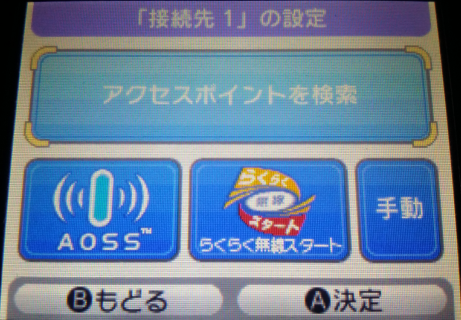 「接続先 1」の設定
アクセスポイントを検索
AOSS™
らくらく
無線
スタート
らくらく無線スタート
手動
Bもどる
A決定